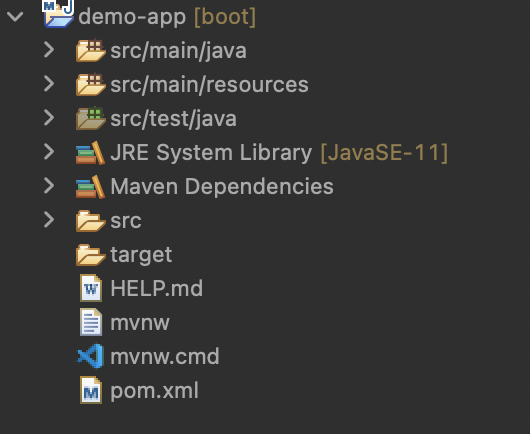 demo-app [boot]
src/main/java
src/main/resources
src/test/java
JRE System Library [JavaSE-11]
Maven Dependencies
src
target
HELP.md
mvnw
mvnw.cmd
pom.xml